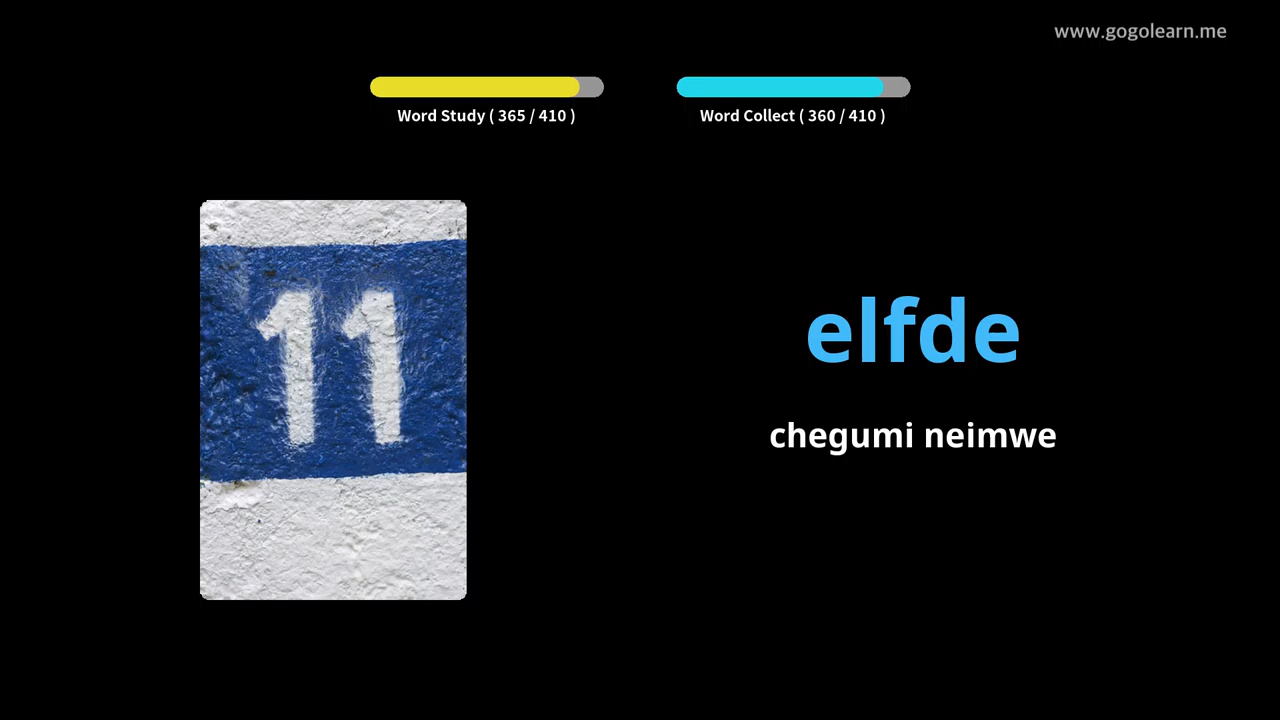 www.gogolearn.me
Word Study ( 365 / 410 )
Word Collect ( 360 / 410 )
11
elfde
chegumi neimwe